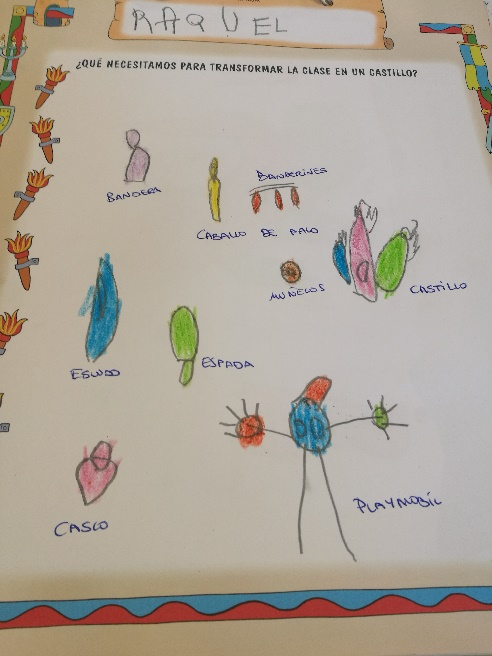 RAQUEL
¿QUÉ NECESITAMOS PARA TRANSFORMAR LA CLASE EN UN CASTILLO?
BANDERA
BANDERINES
CABALLO DE PALO
MUÑECOS
CASTILLO
ESCUDO
ESPADA
PLAYMOBIL
CASCO